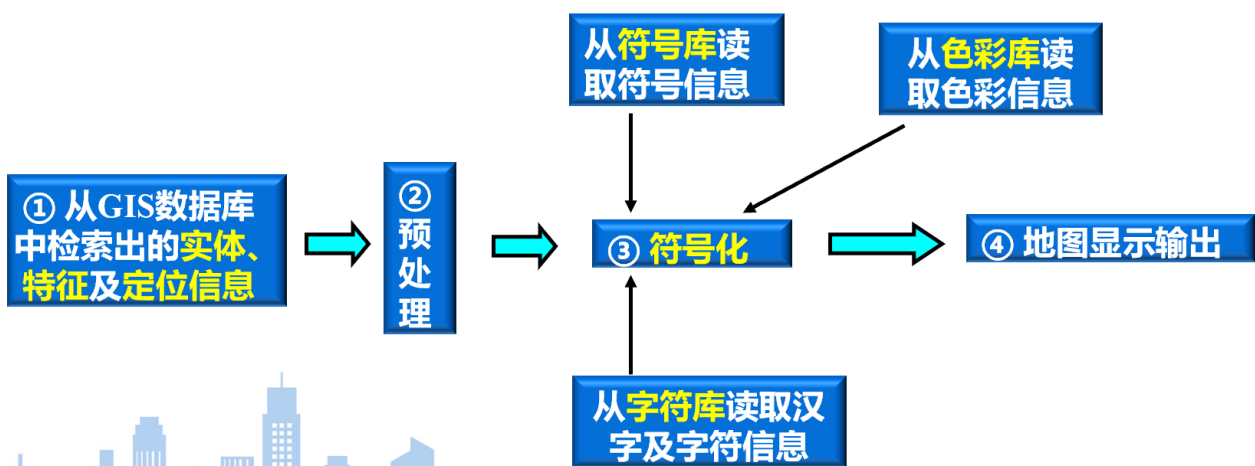 从符号库读
取符号信息
从色彩库读
取色彩信息
① 从GIS数据库
中检索出的实体、
特征及定位信息
②
预
处
理
③ 符号化
④ 地图显示输出
从字符库读取汉
字及字符信息